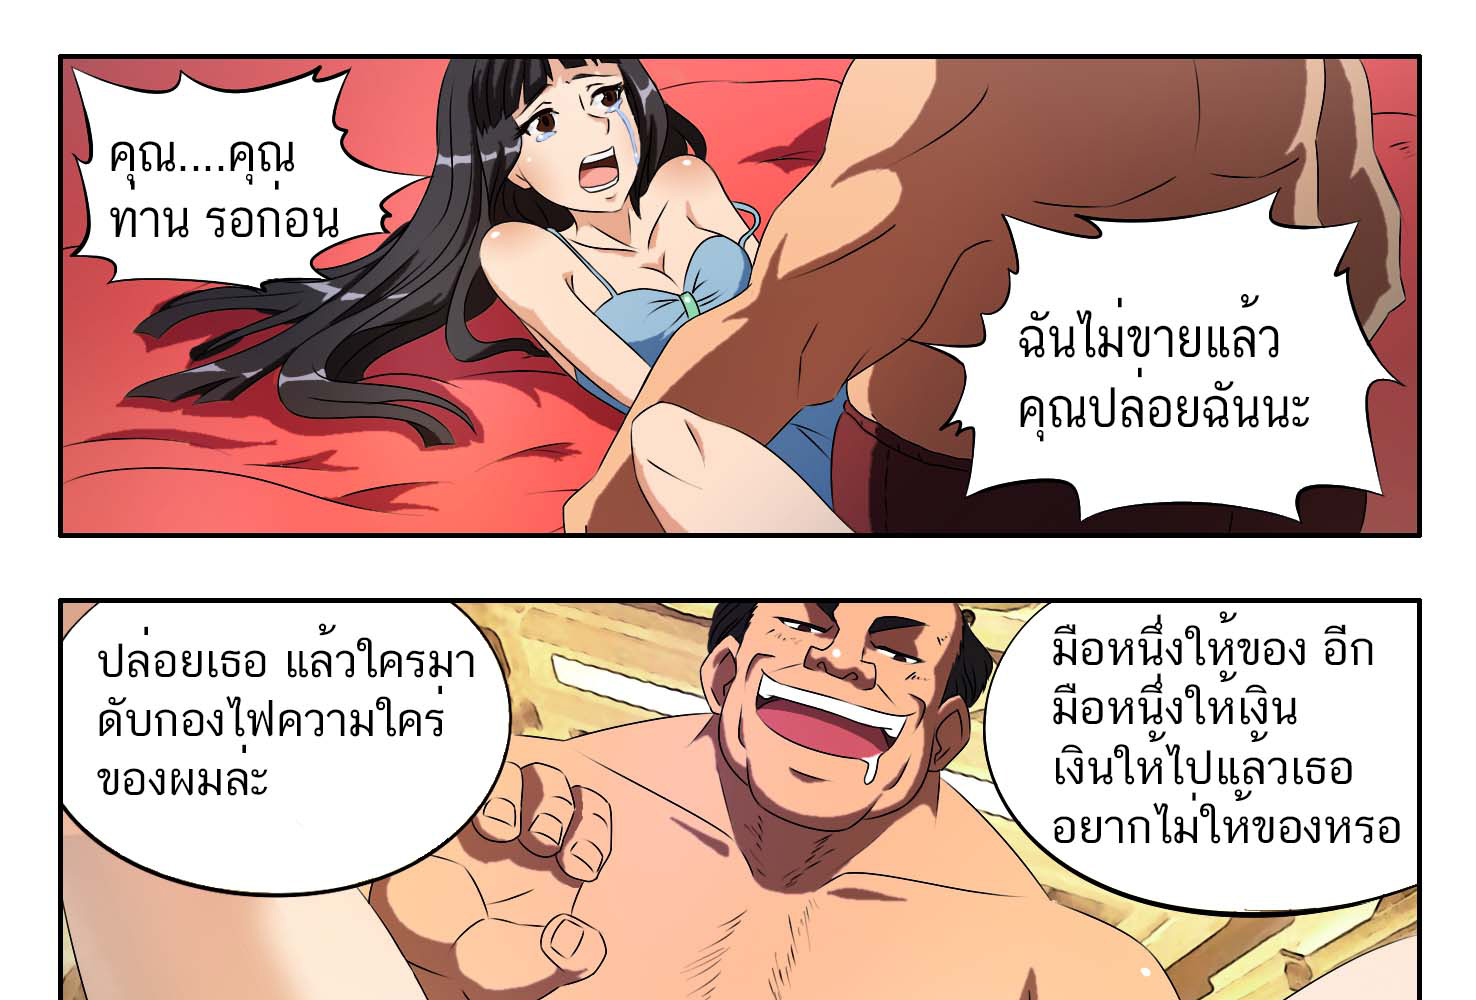 คุณ....คุณ
ท่าน รอก่อน
ฉันไม่ขายแล้ว
คุณปล่อยฉันนะ
ปล่อยเธอ แล้วใครมา
ดับกองไฟความใคร่
ของผมล่ะ
มือหนึ่งให้ของ อีก
มือหนึ่งให้เงิน
เงินให้ไปแล้วเธอ
อยากไม่ให้ของหรอ